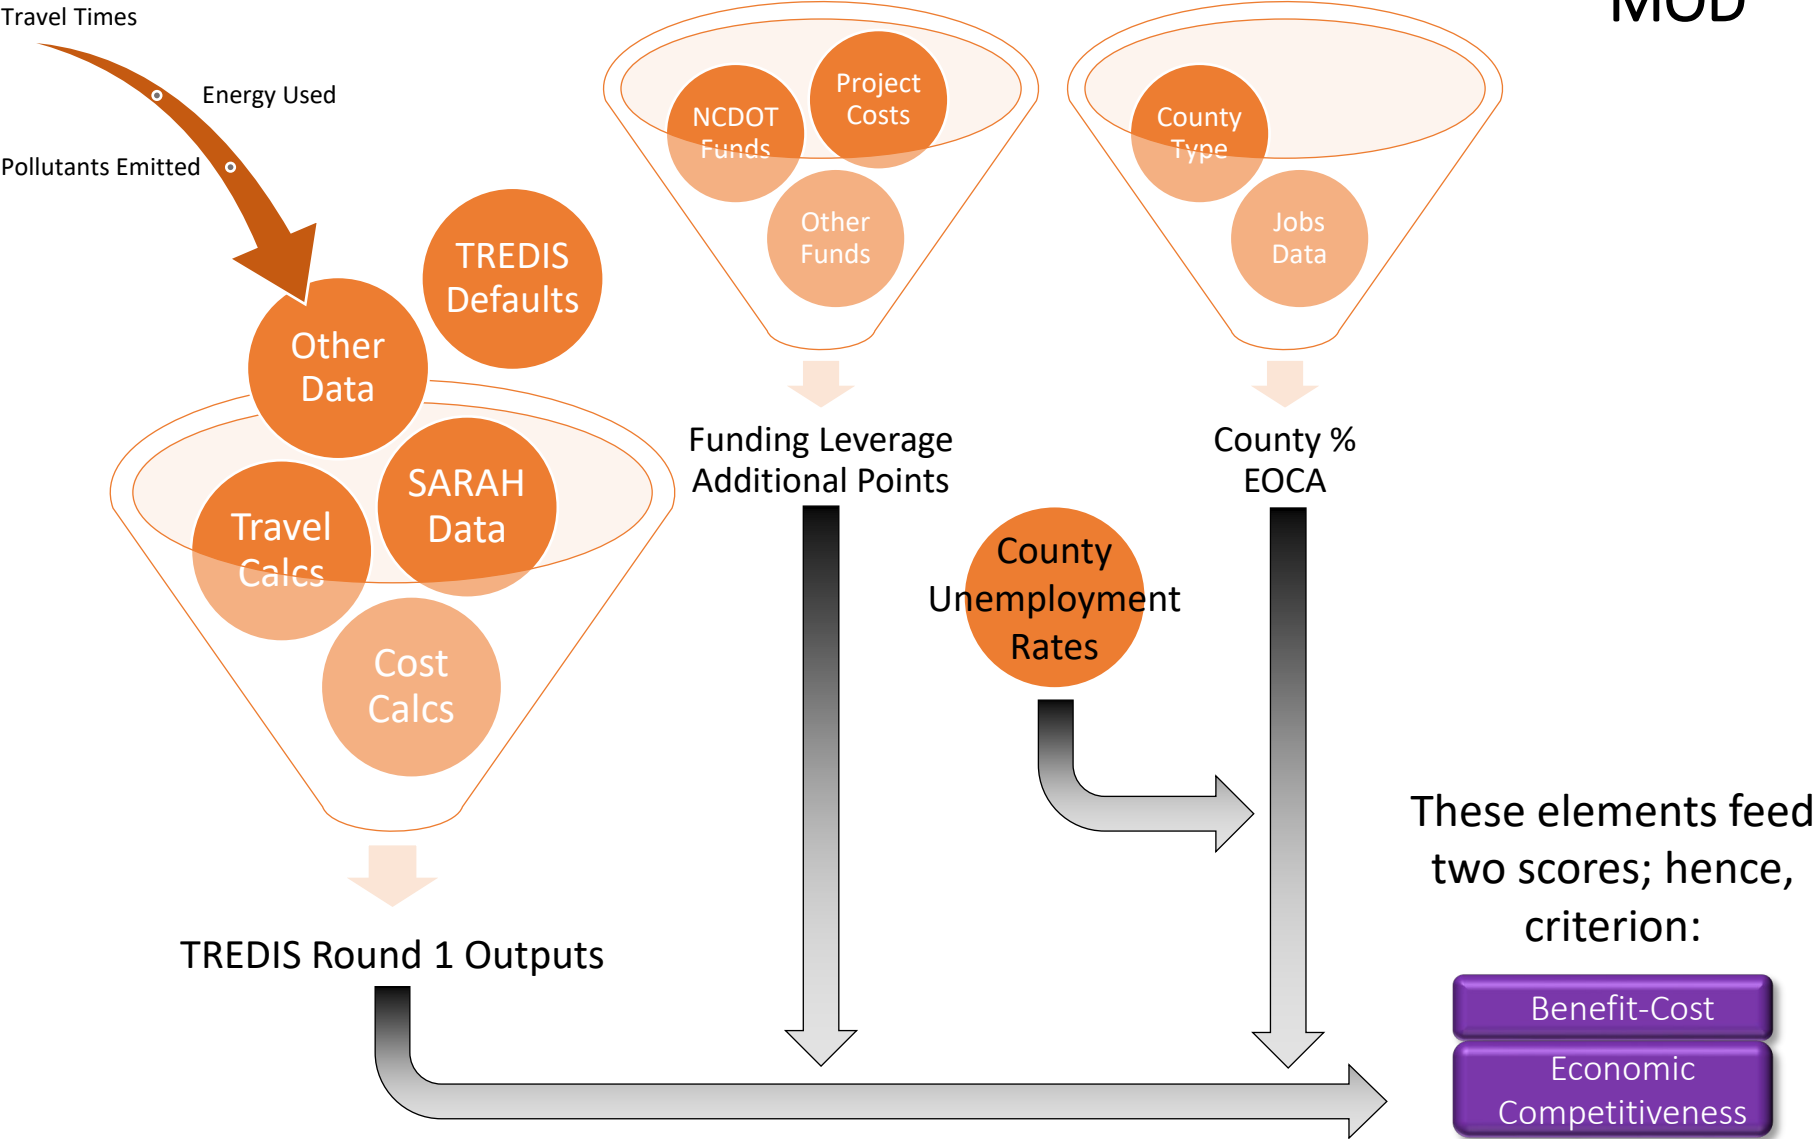 MOD
Travel Times
Energy Used
Pollutants Emitted
TREDIS
Defaults
Other
Data
SARAH
Data
Travel
Calcs
Cost
Calcs
TREDIS Round 1 Outputs
NCDOT
Funds
Project
Costs
Other
Funds
Funding Leverage
Additional Points
County
Type
Jobs
Data
County %
EOCA
County
Unemployment
Rates
These elements feed
two scores; hence,
criterion:
Benefit-Cost
Economic
Competitiveness